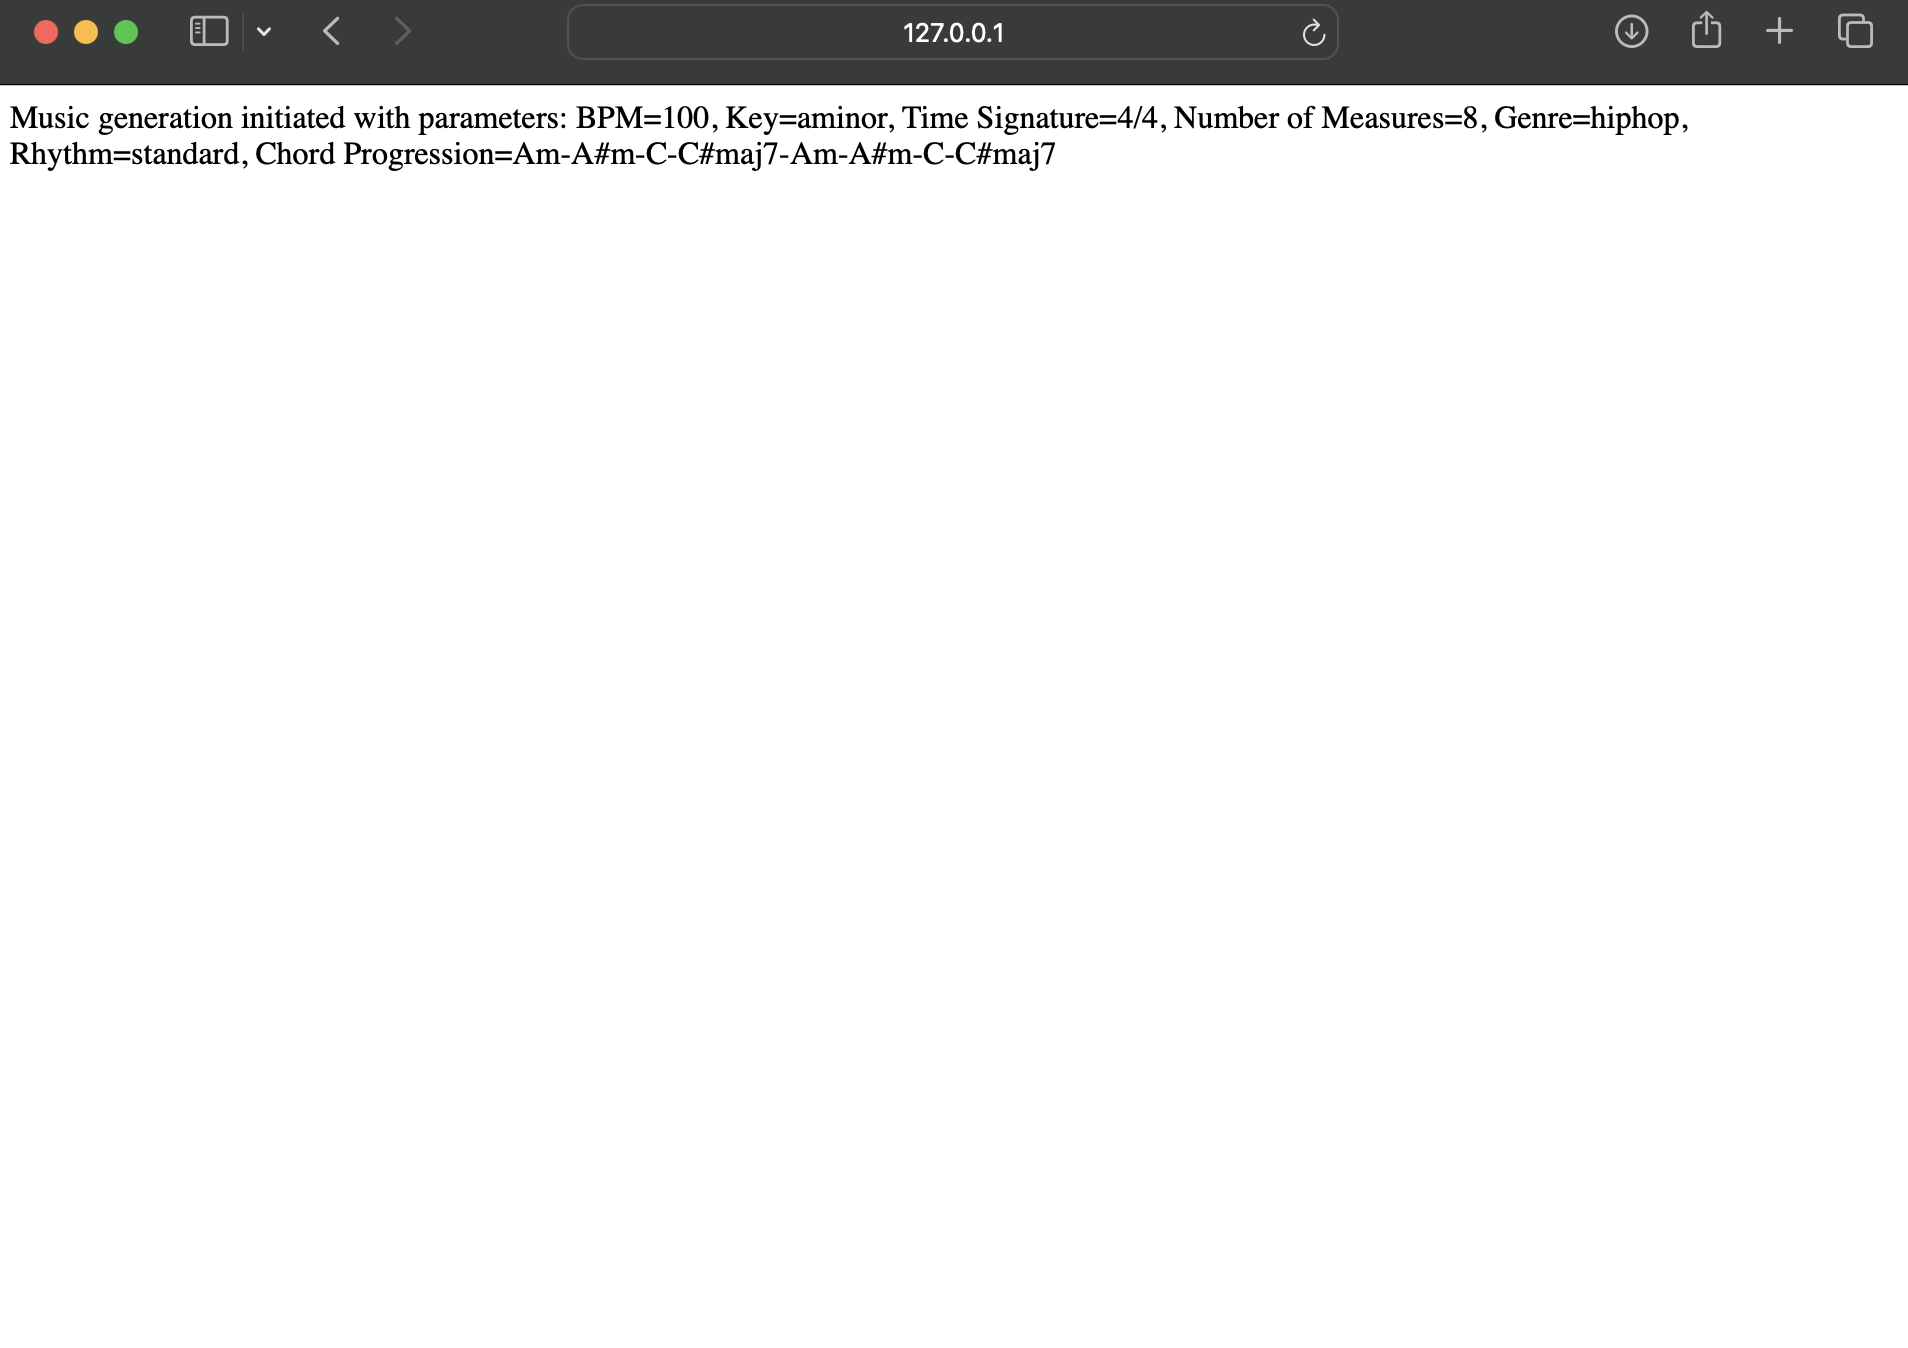 127.0.0.1
Music generation initiated with parameters: BPM=100, Key=aminor, Time Signature=4/4, Number of Measures=8, Genre=hiphop,
Rhythm=standard, Chord Progression=Am-A#m-C-C#maj7-Am-A#m-C-C#maj7